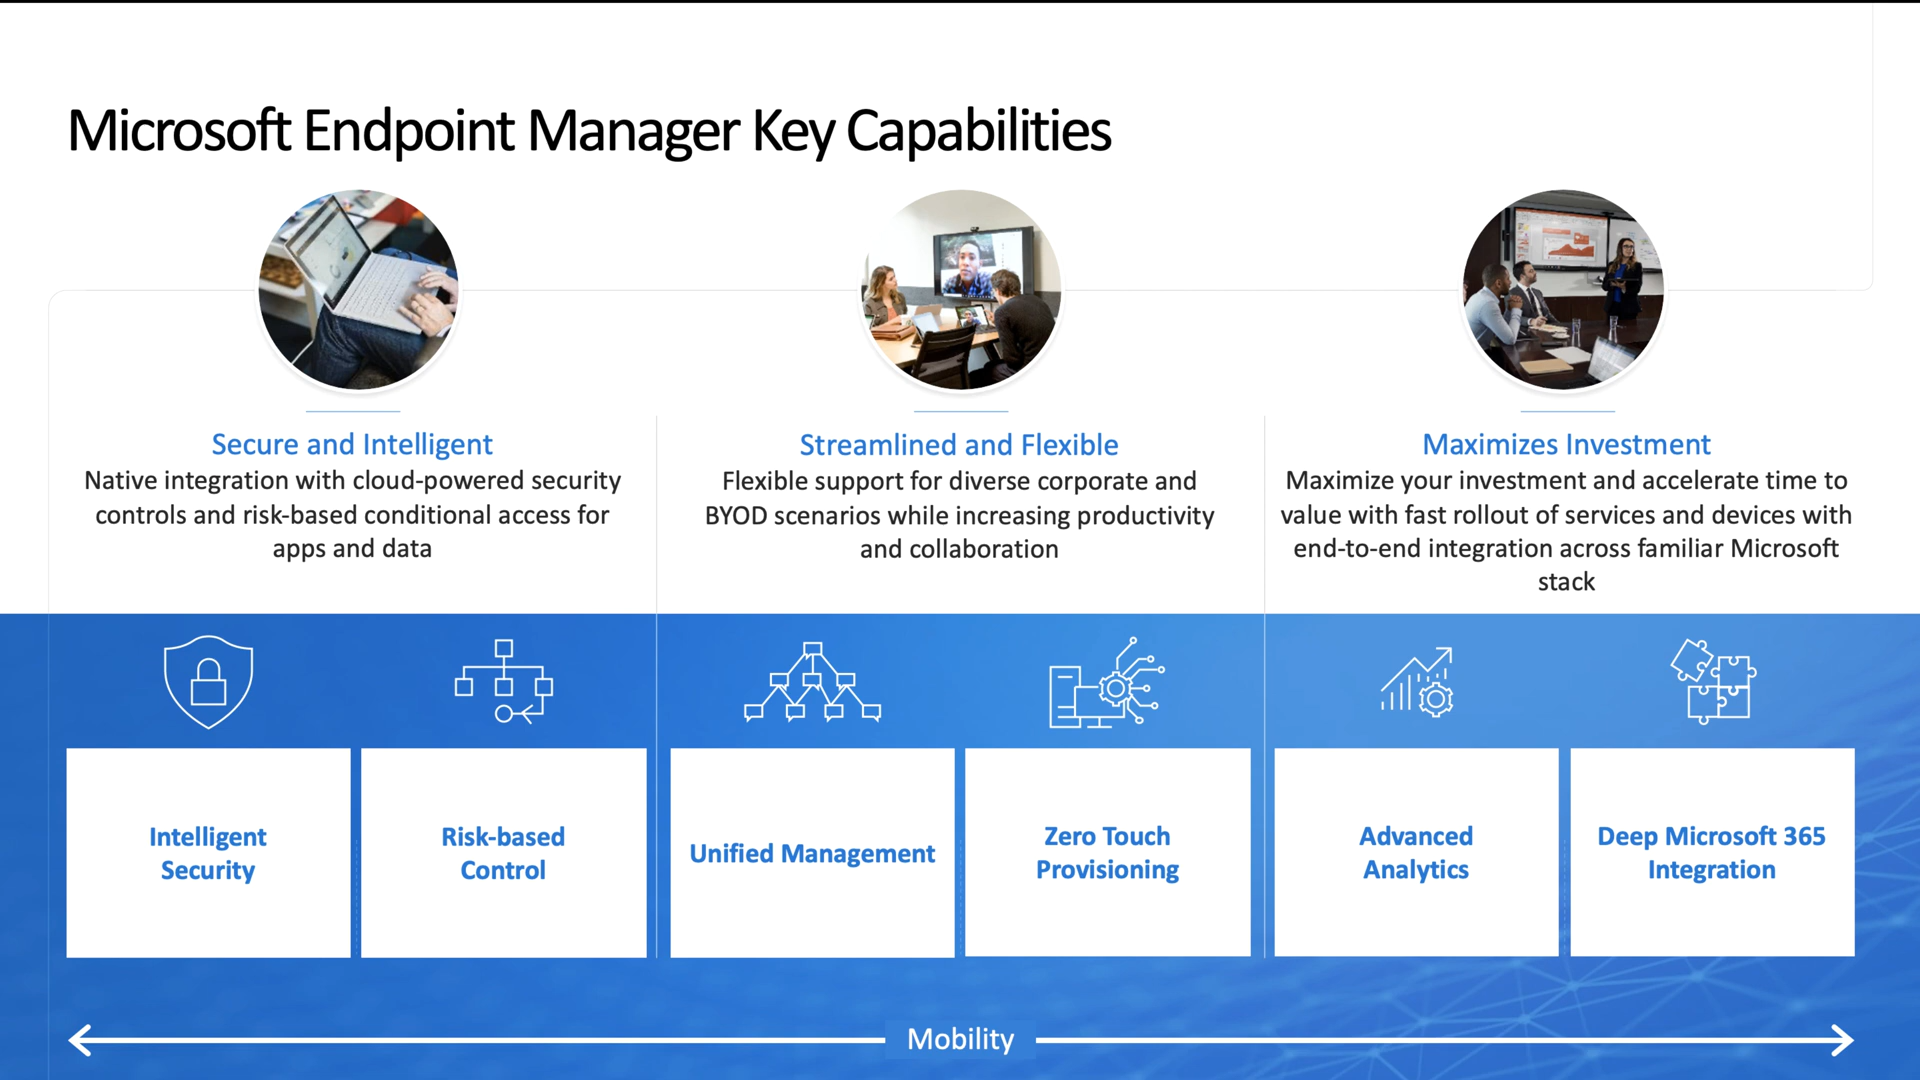 Microsoft Endpoint Manager Key Capabilities
Secure and Intelligent
Native integration with cloud-powered security
controls and risk-based conditional access for
apps and data
Streamlined and Flexible
Flexible support for diverse corporate and
BYOD scenarios while increasing productivity
and collaboration
Maximizes Investment
Maximize your investment and accelerate time to
value with fast rollout of services and devices with
end-to-end integration across familiar Microsoft
stack
Intelligent
Security
Risk-based
Control
Unified Management
Zero Touch
Provisioning
Advanced
Analytics
Deep Microsoft 365
Integration
Mobility